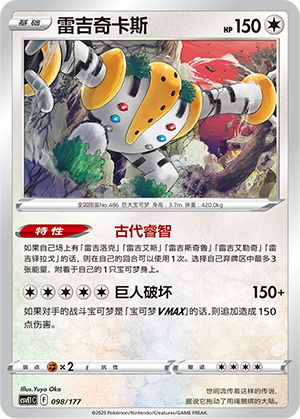 基础 雷吉奇卡斯 HP 150
全国图鉴No.486 巨大宝可梦 身高：3.7m 体重：420.0kg
特性 古代睿智
如果自己场上有「雷吉洛克」「雷吉艾斯」「雷吉斯奇鲁」「雷吉艾勒奇」「雷
吉铎拉戈」的话，则在自己的回合可以使用1次。选择自己弃牌区中最多3
张能量，附着于自己的1只宝可梦身上。
巨人破坏 150+
如果对手的战斗宝可梦是「宝可梦VMAX」的话，则追加造成150
点伤害。
弱点 ×2 抗性 撤退
Illus.Yuya Oka
F 098/177
世间流传着这样的传说，
据说它拖动了用绳捆绑的大陆。
©2025 Pokémon/Nintendo/Creatures/GAME FREAK.